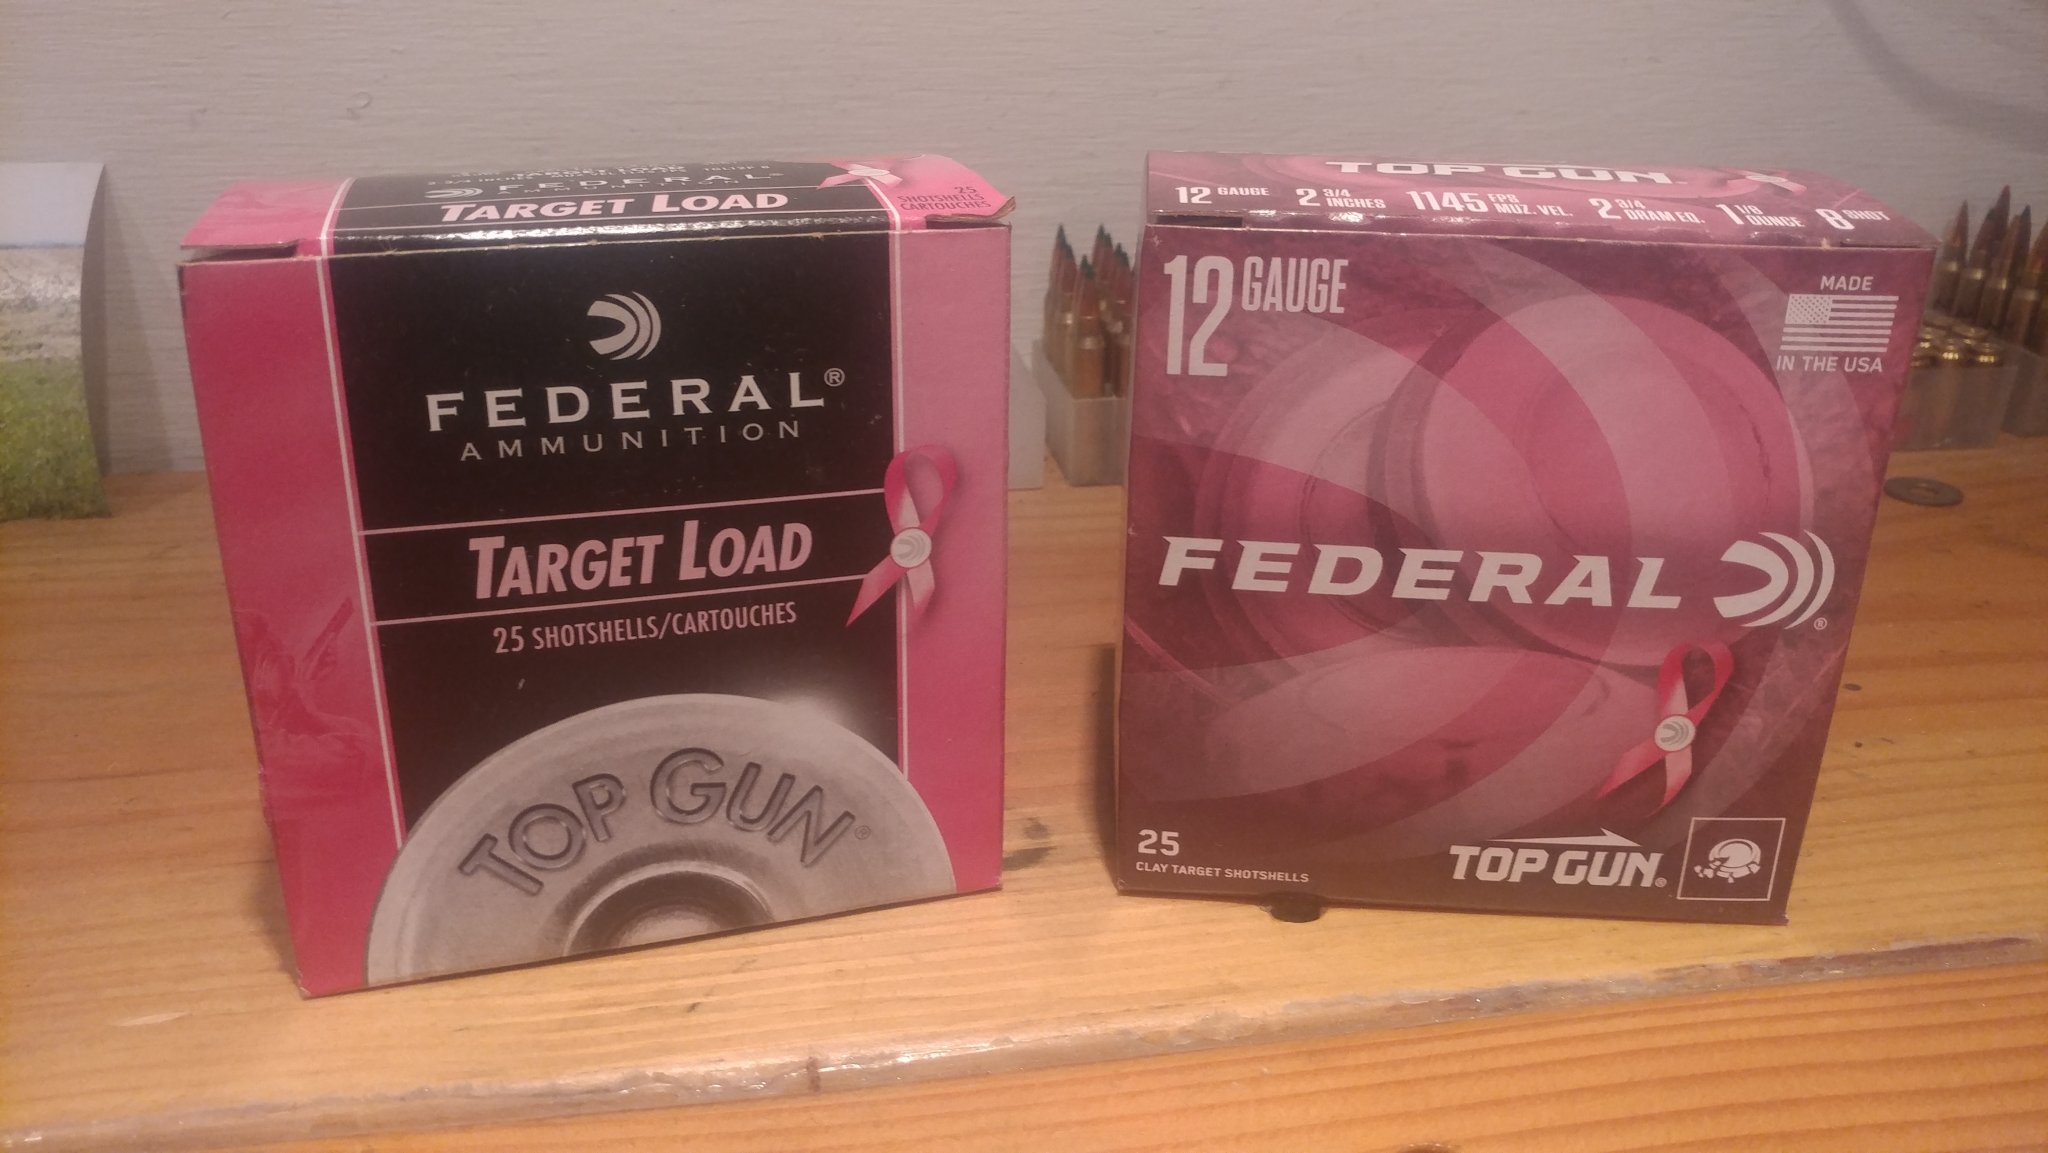 FEDERAL®
TARGET LOAD
25
SHOTSHELLS
CARTOUCHES
FEDERAL®
AMMUNITION
TARGET LOAD
25 SHOTSHELLS/CARTOUCHES
TOP GUN®
TOP GUN
12 GAUGE 2 3/4 INCHES 1145 FPS MUZ. VEL. 2 3/4 DRAM EQ. 1 1/8 OUNCE 8 SHOT
12 GAUGE
MADE
IN THE USA
FEDERAL®
25
CLAY TARGET SHOTSHELLS
TOP GUN®